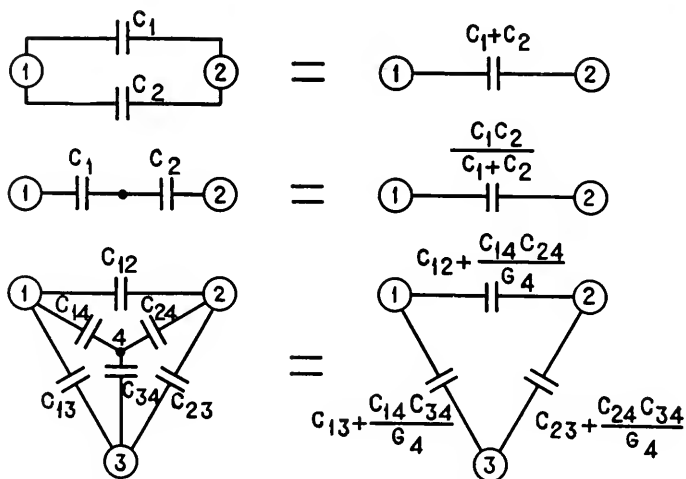 C₁
1 2 = C₁+C₂
C₂
1 2
C₁ C₂
1 2 = C₁C₂/C₁+C₂
1 2
C₁₂
1 2
C₁₄ C₂₄
4
C₁₃ C₃₄ C₂₃
3
=
C₁₂+C₁₄C₂₄/G₄
1 2
C₁₃+C₁₄C₃₄/G₄
C₂₃+C₂₄C₃₄/G₄
3